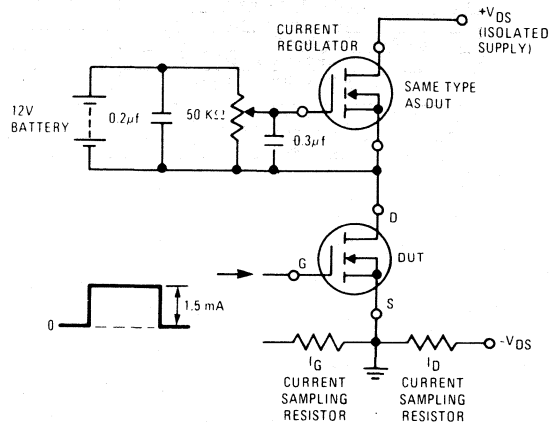 +VDS
(ISOLATED
SUPPLY)
CURRENT
REGULATOR
SAME TYPE
AS DUT
12V
BATTERY
0.2μf
50 KΩ
0.3μf
D
G
DUT
S
1.5 mA
0
-VDS
IG
CURRENT
SAMPLING
RESISTOR
ID
CURRENT
SAMPLING
RESISTOR